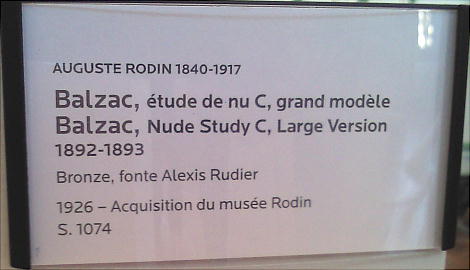 AUGUSTE RODIN 1840-1917
Balzac, étude de nu C, grand modèle
Balzac, Nude Study C, Large Version
1892-1893
Bronze, fonte Alexis Rudier
1926 – Acquisition du musée Rodin
S. 1074